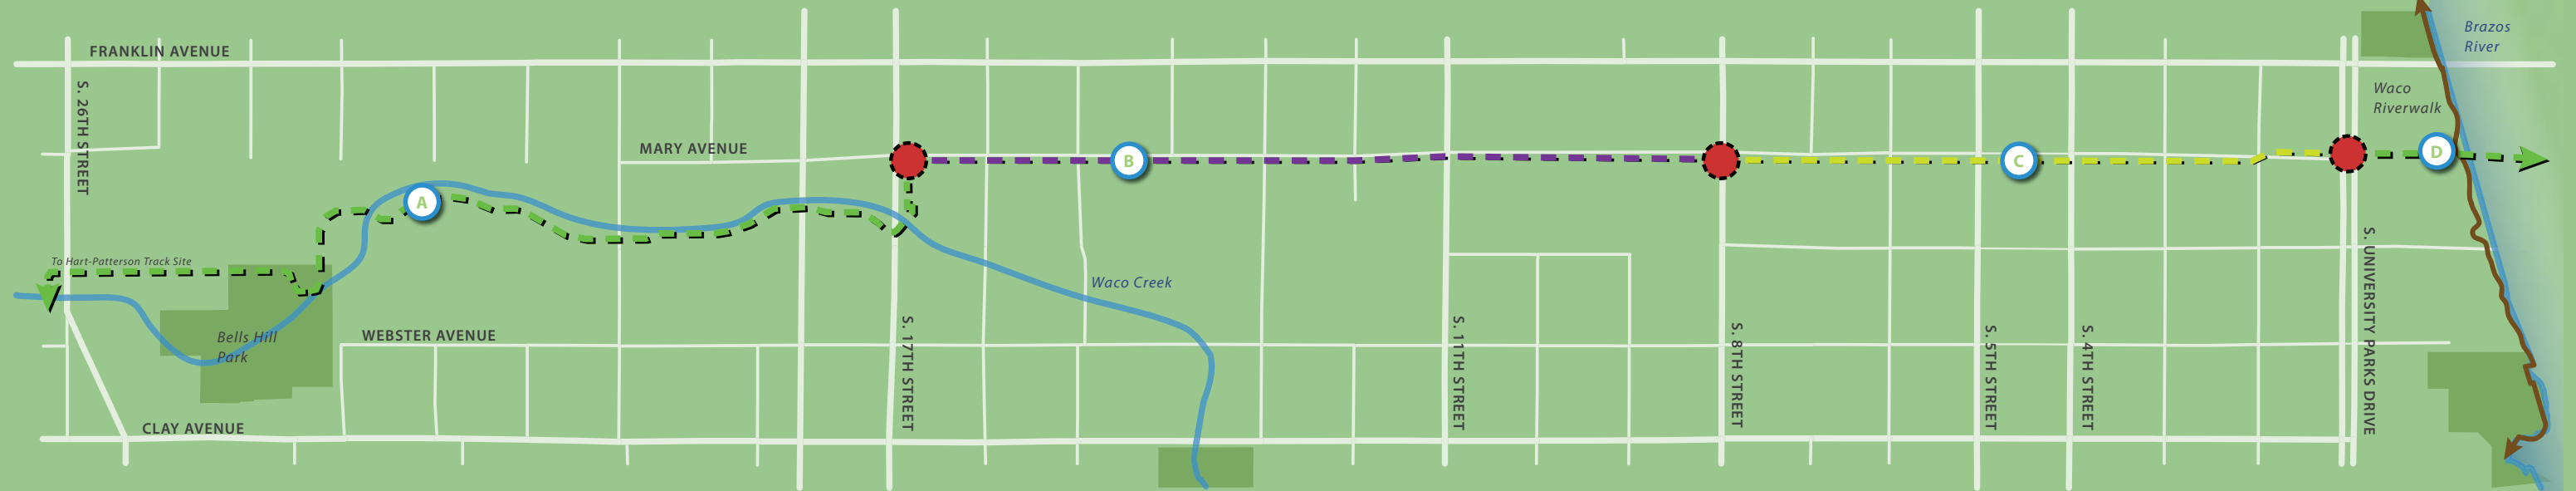 FRANKLIN AVENUE
S. 26TH STREET
MARY AVENUE
A
B
C
D
Brazos
River
Waco
Riverwalk
To Hart-Patterson Track Site
Waco Creek
Bells Hill
Park
WEBSTER AVENUE
CLAY AVENUE
S. 17TH STREET
S. 11TH STREET
S. 8TH STREET
S. 5TH STREET
S. 4TH STREET
S. UNIVERSITY PARKS DRIVE